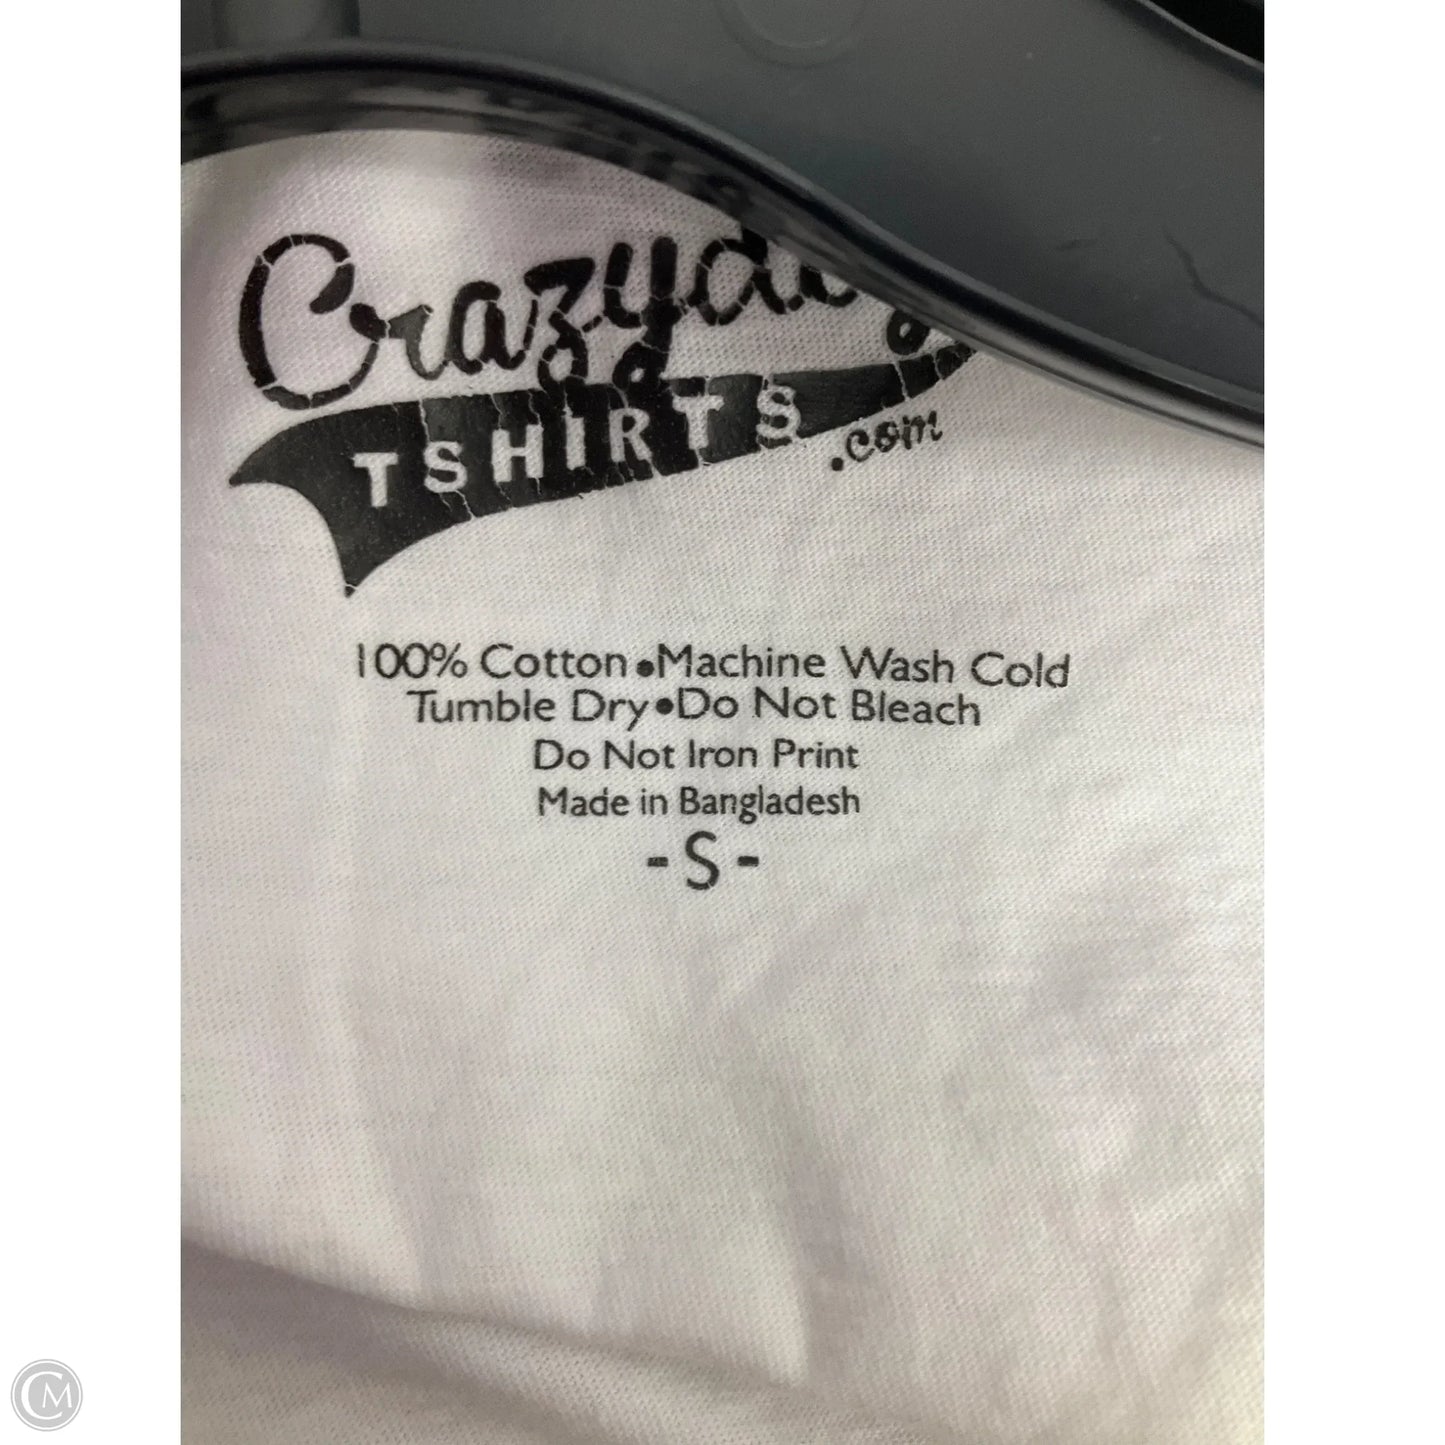 TSHIRTS
.com
100% Cotton•Machine Wash Cold
Tumble Dry•Do Not Bleach
Do Not Iron Print
Made in Bangladesh
-S-
CM